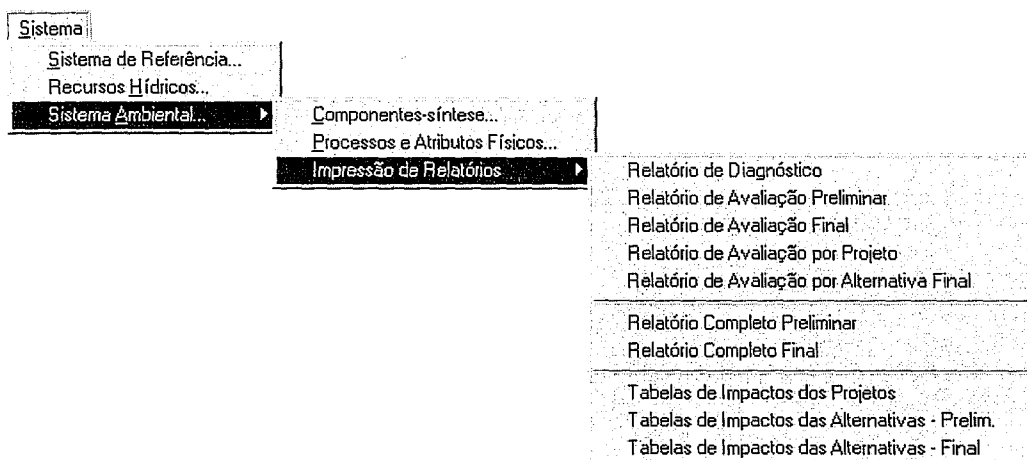 Sistema
Sistema de Referência...
Recursos Hídricos...
Sistema Ambiental...
Componentes-síntese...
Processos e Atributos Físicos...
Impressão de Relatórios
Relatório de Diagnóstico
Relatório de Avaliação Preliminar
Relatório de Avaliação Final
Relatório de Avaliação por Projeto
Relatório de Avaliação por Alternativa Final
Relatório Completo Preliminar
Relatório Completo Final
Tabelas de Impactos dos Projetos
Tabelas de Impactos das Alternativas - Prelim.
Tabelas de Impactos das Alternativas - Final